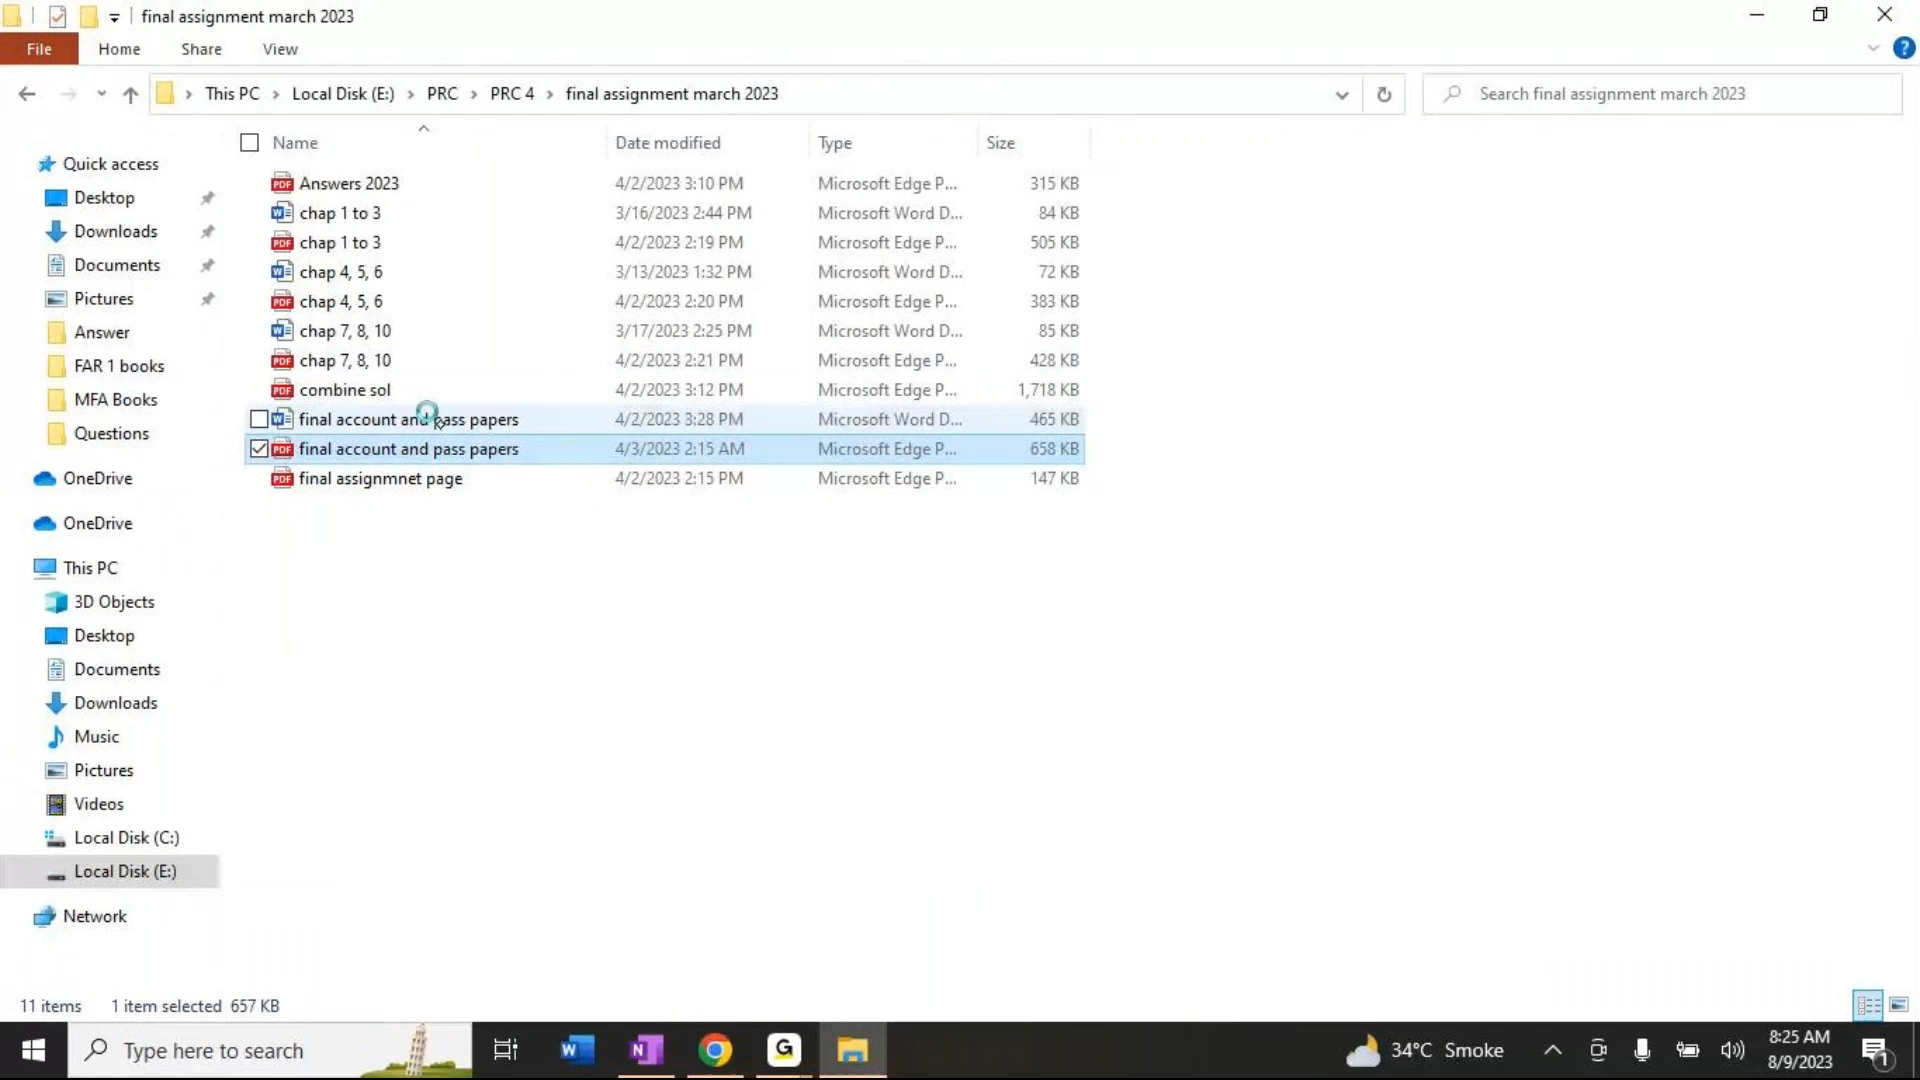 final assignment march 2023
File Home Share View
This PC Local Disk (E:) PRC PRC 4 final assignment march 2023 Search final assignment march 2023
Name Date modified Type Size
Answers 2023 4/2/2023 3:10 PM Microsoft Edge P... 315 KB
chap 1 to 3 3/16/2023 2:44 PM Microsoft Word D... 84 KB
chap 1 to 3 4/2/2023 2:19 PM Microsoft Edge P... 505 KB
chap 4, 5, 6 3/13/2023 1:32 PM Microsoft Word D... 72 KB
chap 4, 5, 6 4/2/2023 2:20 PM Microsoft Edge P... 383 KB
chap 7, 8, 10 3/17/2023 2:25 PM Microsoft Word D... 85 KB
chap 7, 8, 10 4/2/2023 2:21 PM Microsoft Edge P... 428 KB
combine sol 4/2/2023 3:12 PM Microsoft Edge P... 1,718 KB
final account and pass papers 4/2/2023 3:28 PM Microsoft Word D... 465 KB
final account and pass papers 4/3/2023 2:15 AM Microsoft Edge P... 658 KB
final assignmnet page 4/2/2023 2:15 PM Microsoft Edge P... 147 KB
Quick access
Desktop
Downloads
Documents
Pictures
Answer
FAR 1 books
MFA Books
Questions
OneDrive
OneDrive
This PC
3D Objects
Desktop
Documents
Downloads
Music
Pictures
Videos
Local Disk (C:)
Local Disk (E:)
Network
11 items 1 item selected 657 KB
Type here to search 34°C Smoke 8:25 AM
8/9/2023 1